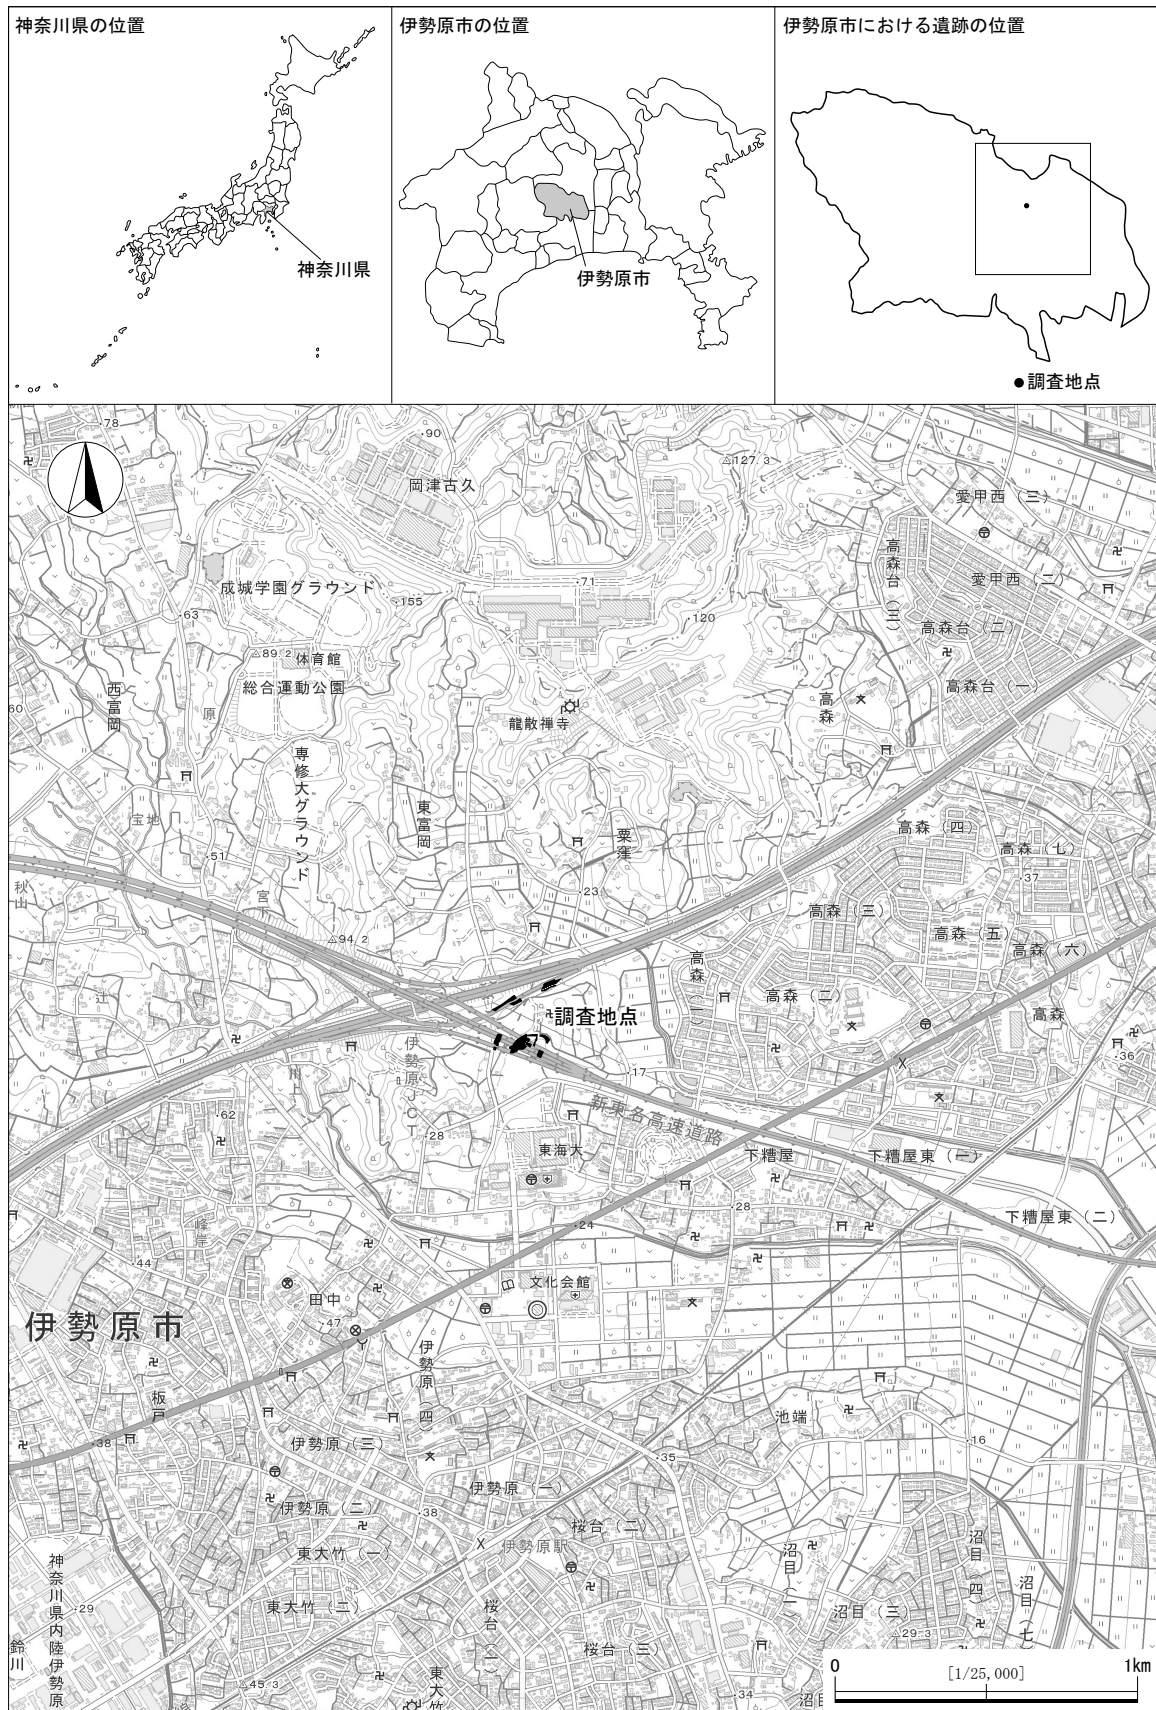 神奈川県の位置
伊勢原市の位置
伊勢原市における遺跡の位置
神奈川県
伊勢原市
●調査地点
・78
・90
岡津古久
△127.3
愛甲西(三)
高森台(三)
愛甲西(二)
成城学園グラウンド
・155
・71
・120
高森台(二)
・63
△89.2
体育館
総合運動公園
高森台(一)
西富岡
60
原
高森
龍散禅寺
専修大グラウンド
東富岡
粟窪
宝地
高森(四)
高森(七)
・51
・37
秋山
宮下
・23
高森(三)
高森(五)
高森(六)
△94.2
高森(一)
高森(二)
辻
調査地点
高森
・36
伊勢原JCT
川上
・17
新東名高速道路
・62
・28
東海大
下糟屋
下糟屋東(一)
峰岸
・28
下糟屋東(二)
・24
・44
文化会館
田中
伊勢原市
・47
伊勢原(四)
板戸
池端
・38
伊勢原(三)
・16
・35
伊勢原(一)
伊勢原(二)
・38
桜台(二)
伊勢原駅
東大竹(一)
沼目(一)
沼目(四)
沼目(七)
神奈川県内陸伊勢原
・29
東大竹(二)
桜台(一)
沼目(三)
△29.3
桜台(三)
鈴川
東大竹
△45.3
・34
沼目
0
[1/25,000]
1km